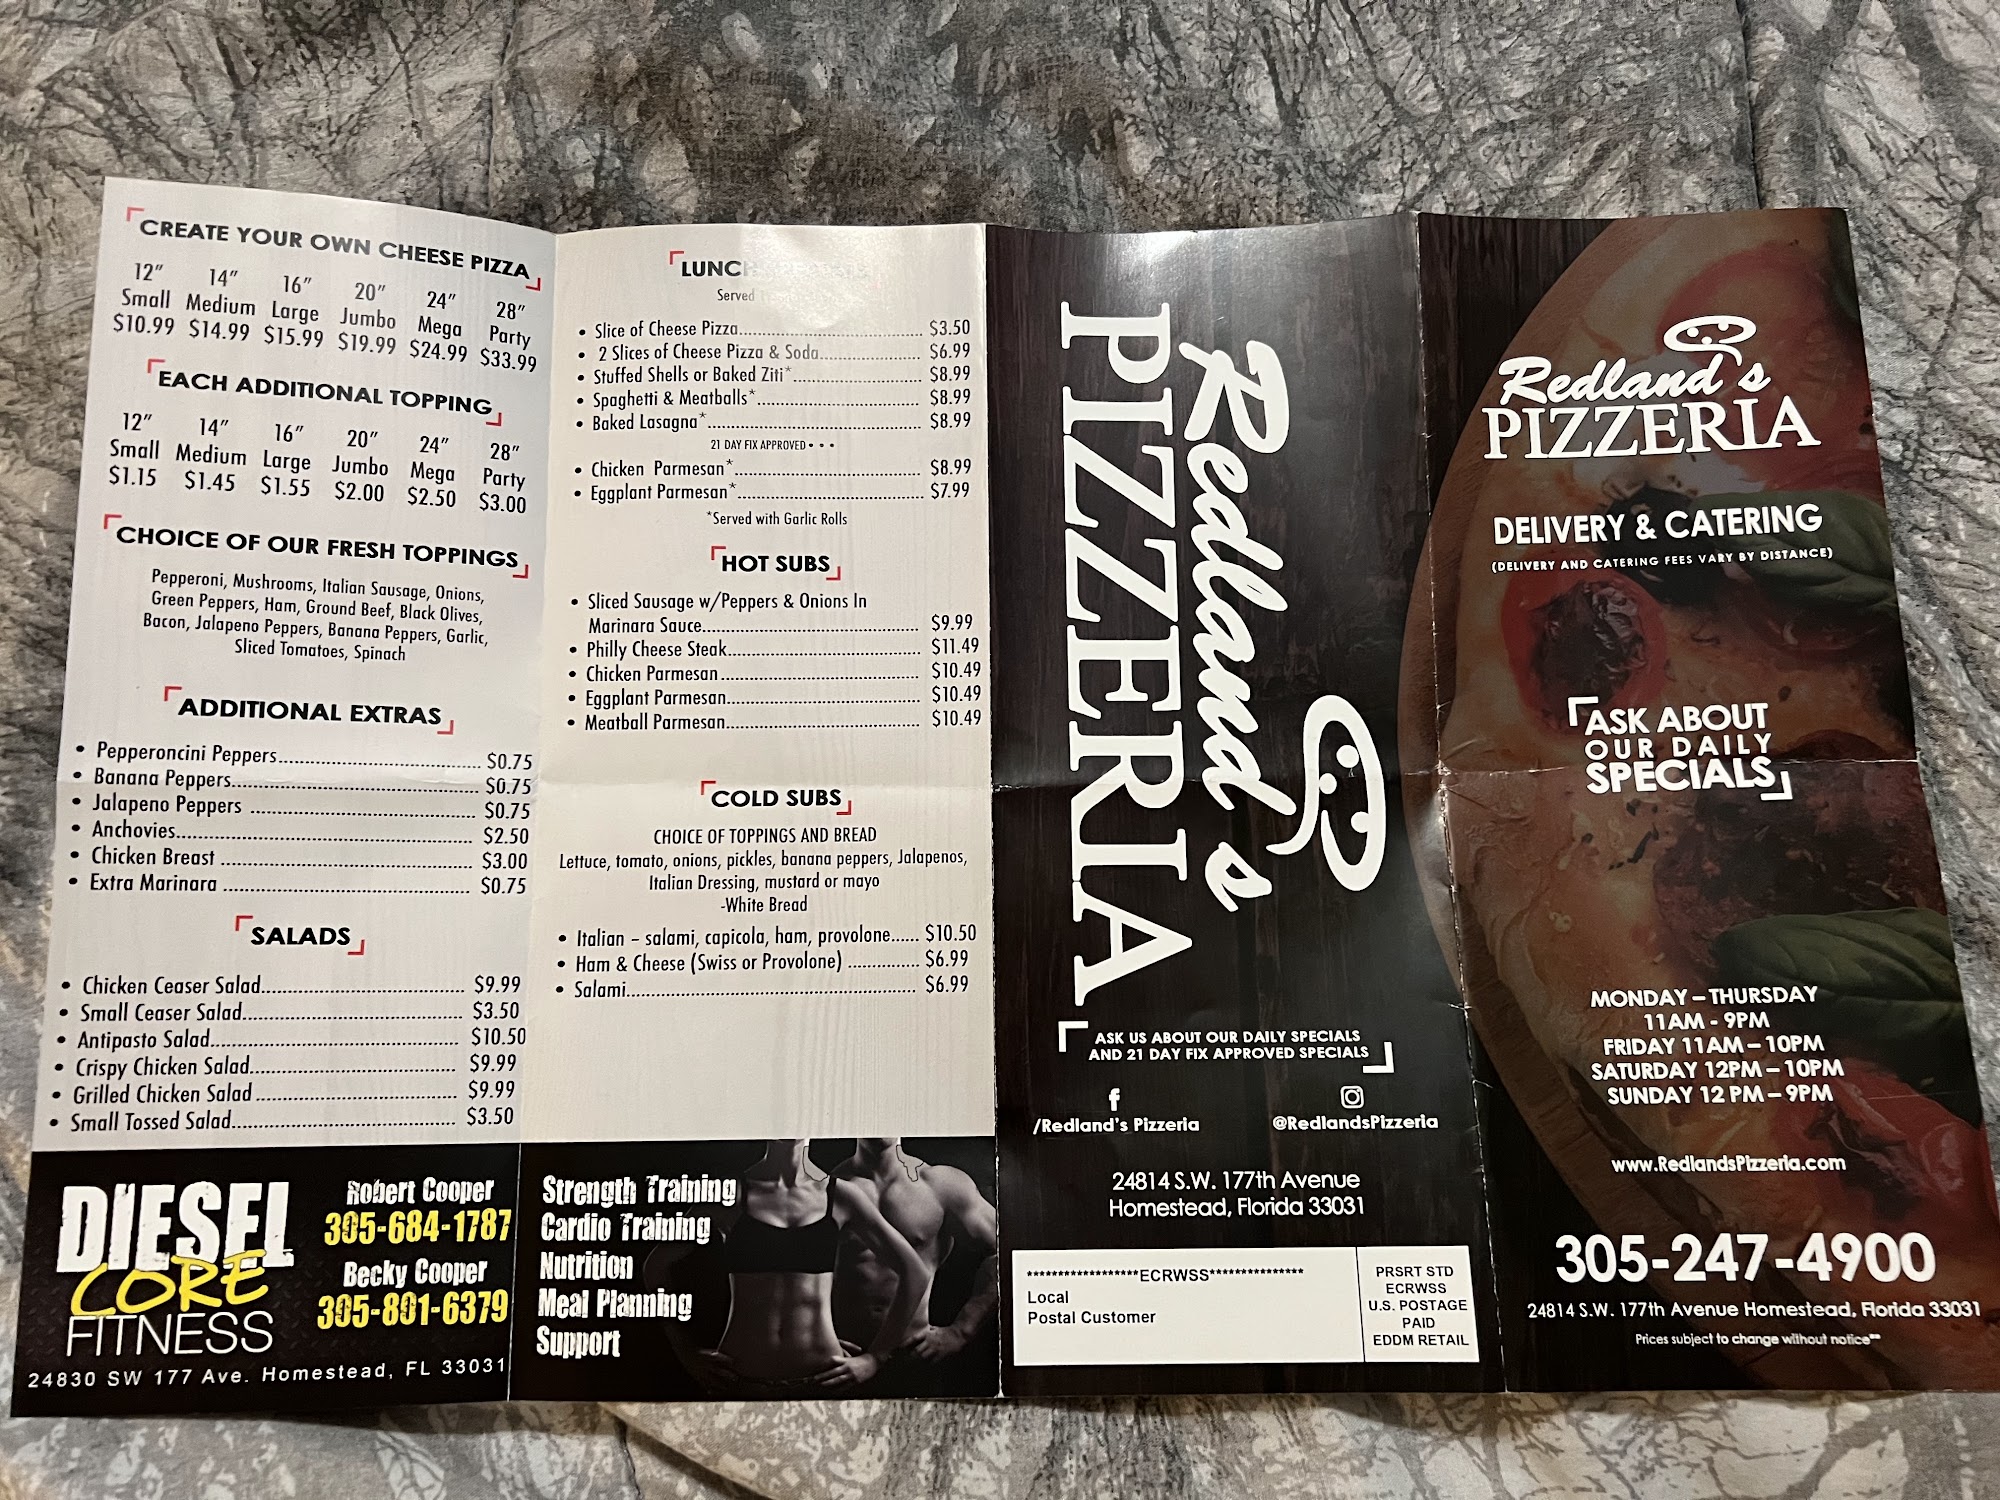 CREATE YOUR OWN CHEESE PIZZA
12" 14" 16" 20" 24" 28"
Small Medium Large Jumbo Mega Party
$10.99 $14.99 $15.99 $19.99 $24.99 $33.99
EACH ADDITIONAL TOPPING
12" 14" 16" 20" 24" 28"
Small Medium Large Jumbo Mega Party
$1.15 $1.45 $1.55 $2.00 $2.50 $3.00
CHOICE OF OUR FRESH TOPPINGS
Pepperoni, Mushrooms, Italian Sausage, Onions,
Green Peppers, Ham, Ground Beef, Black Olives,
Bacon, Jalapeno Peppers, Banana Peppers, Garlic,
Sliced Tomatoes, Spinach
ADDITIONAL EXTRAS
• Pepperoncini Peppers.................................... $0.75
• Banana Peppers........................................... $0.75
• Jalapeno Peppers ....................................... $0.75
• Anchovies..................................................... $2.50
• Chicken Breast ............................................ $3.00
• Extra Marinara ........................................... $0.75
SALADS
• Chicken Ceaser Salad................................... $9.99
• Small Ceaser Salad...................................... $3.50
• Antipasto Salad........................................... $10.50
• Crispy Chicken Salad.................................... $9.99
• Grilled Chicken Salad ................................... $9.99
• Small Tossed Salad...................................... $3.50
DIESEL
CORE
FITNESS
Robert Cooper
305-684-1787
Becky Cooper
305-801-6379
24830 SW 177 Ave. Homestead, FL 33031
LUNCH
Served
• Slice of Cheese Pizza................................ $3.50
• 2 Slices of Cheese Pizza & Soda................. $6.99
• Stuffed Shells or Baked Ziti*...................... $8.99
• Spaghetti & Meatballs*............................. $8.99
• Baked Lasagna*...................................... $8.99
21 DAY FIX APPROVED • • •
• Chicken Parmesan*................................. $8.99
• Eggplant Parmesan*................................ $7.99
*Served with Garlic Rolls
HOT SUBS
• Sliced Sausage w/Peppers & Onions In
Marinara Sauce....................................... $9.99
• Philly Cheese Steak.................................. $11.49
• Chicken Parmesan................................... $10.49
• Eggplant Parmesan.................................. $10.49
• Meatball Parmesan.................................. $10.49
COLD SUBS
CHOICE OF TOPPINGS AND BREAD
Lettuce, tomato, onions, pickles, banana peppers, Jalapenos,
Italian Dressing, mustard or mayo
-White Bread
• Italian – salami, capicola, ham, provolone...... $10.50
• Ham & Cheese (Swiss or Provolone) ............... $6.99
• Salami........................................................ $6.99
Strength Training
Cardio Training
Nutrition
Meal Planning
Support
Redland's
PIZZERIA
ASK US ABOUT OUR DAILY SPECIALS
AND 21 DAY FIX APPROVED SPECIALS
f
/Redland's Pizzeria @RedlandsPizzeria
24814 S.W. 177th Avenue
Homestead, Florida 33031
******************ECRWSS***************
Local
Postal Customer
PRSRT STD
ECRWSS
U.S. POSTAGE
PAID
EDDM RETAIL
Redland's
PIZZERIA
DELIVERY & CATERING
(DELIVERY AND CATERING FEES VARY BY DISTANCE)
ASK ABOUT
OUR DAILY
SPECIALS
MONDAY – THURSDAY
11AM - 9PM
FRIDAY 11AM – 10PM
SATURDAY 12PM – 10PM
SUNDAY 12 PM – 9PM
www.RedlandsPizzeria.com
305-247-4900
24814 S.W. 177th Avenue Homestead, Florida 33031
Prices subject to change without notice**